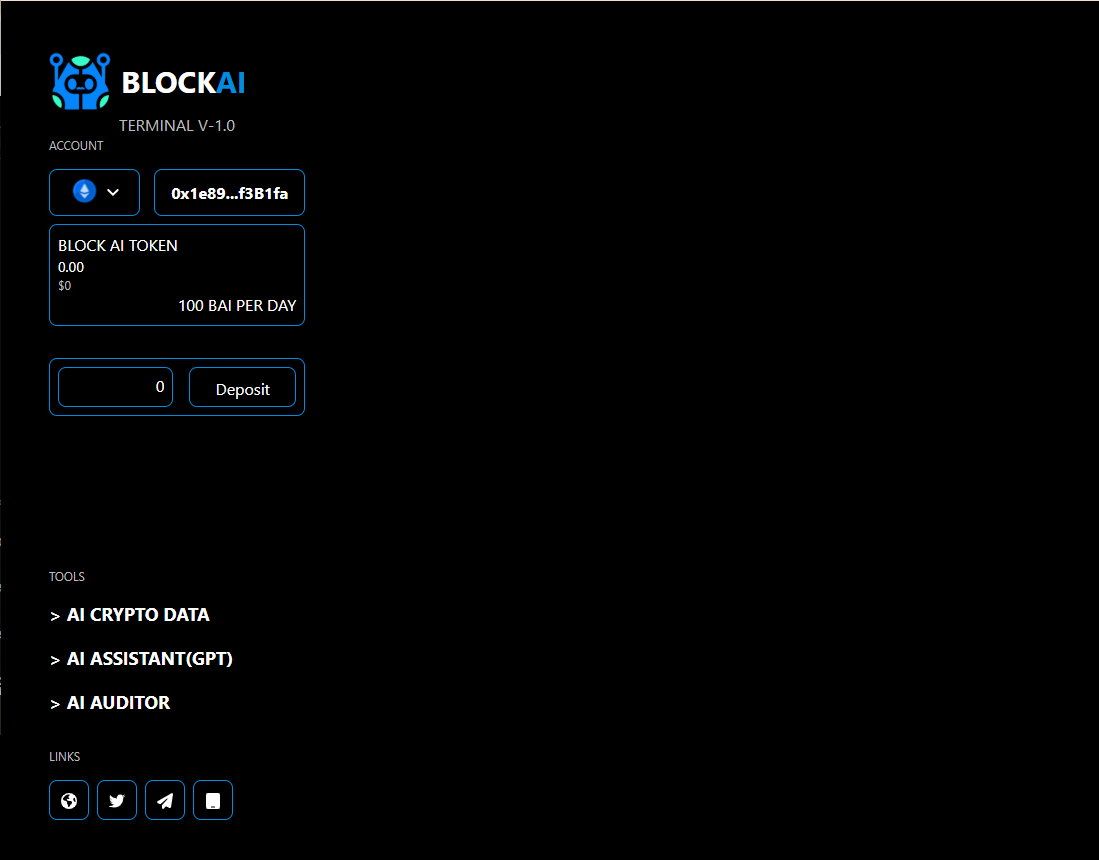 BLOCKAI
TERMINAL V-1.0
ACCOUNT
0x1e89...f3B1fa
BLOCK AI TOKEN
0.00
$0
100 BAI PER DAY
0 Deposit
TOOLS
> AI CRYPTO DATA
> AI ASSISTANT(GPT)
> AI AUDITOR
LINKS